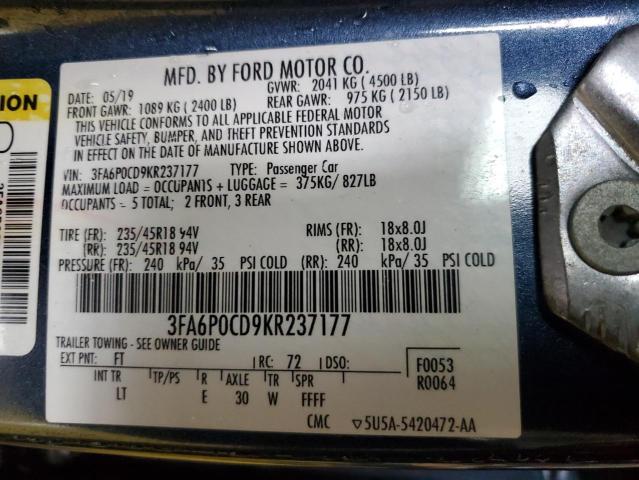 MFD. BY FORD MOTOR CO.
DATE: 05/19 GVWR: 2041 KG ( 4500 LB)
FRONT GAWR: 1089 KG ( 2400 LB) REAR GAWR: 975 KG ( 2150 LB)
THIS VEHICLE CONFORMS TO ALL APPLICABLE FEDERAL MOTOR
VEHICLE SAFETY, BUMPER, AND THEFT PREVENTION STANDARDS
IN EFFECT ON THE DATE OF MANUFACTURE SHOWN ABOVE.
VIN: 3FA6P0CD9KR237177 TYPE: Passenger Car
MAXIMUM LOAD = OCCUPANTS + LUGGAGE = 375KG/ 827LB
OCCUPANTS = 5 TOTAL; 2 FRONT, 3 REAR
TIRE (FR): 235/45R18 94V RIMS (FR): 18x8.0J
(RR): 235/45R18 94V (RR): 18x8.0J
PRESSURE (FR): 240 kPa/ 35 PSI COLD (RR): 240 kPa/ 35 PSI COLD
3FA6P0CD9KR237177
TRAILER TOWING - SEE OWNER GUIDE
EXT PNT: FT RC: 72 DSO: F0053
INT TR TP/PS R AXLE TR SPR R0064
LT E 30 W FFFF
CMC ▽5U5A-5420472-AA
ION